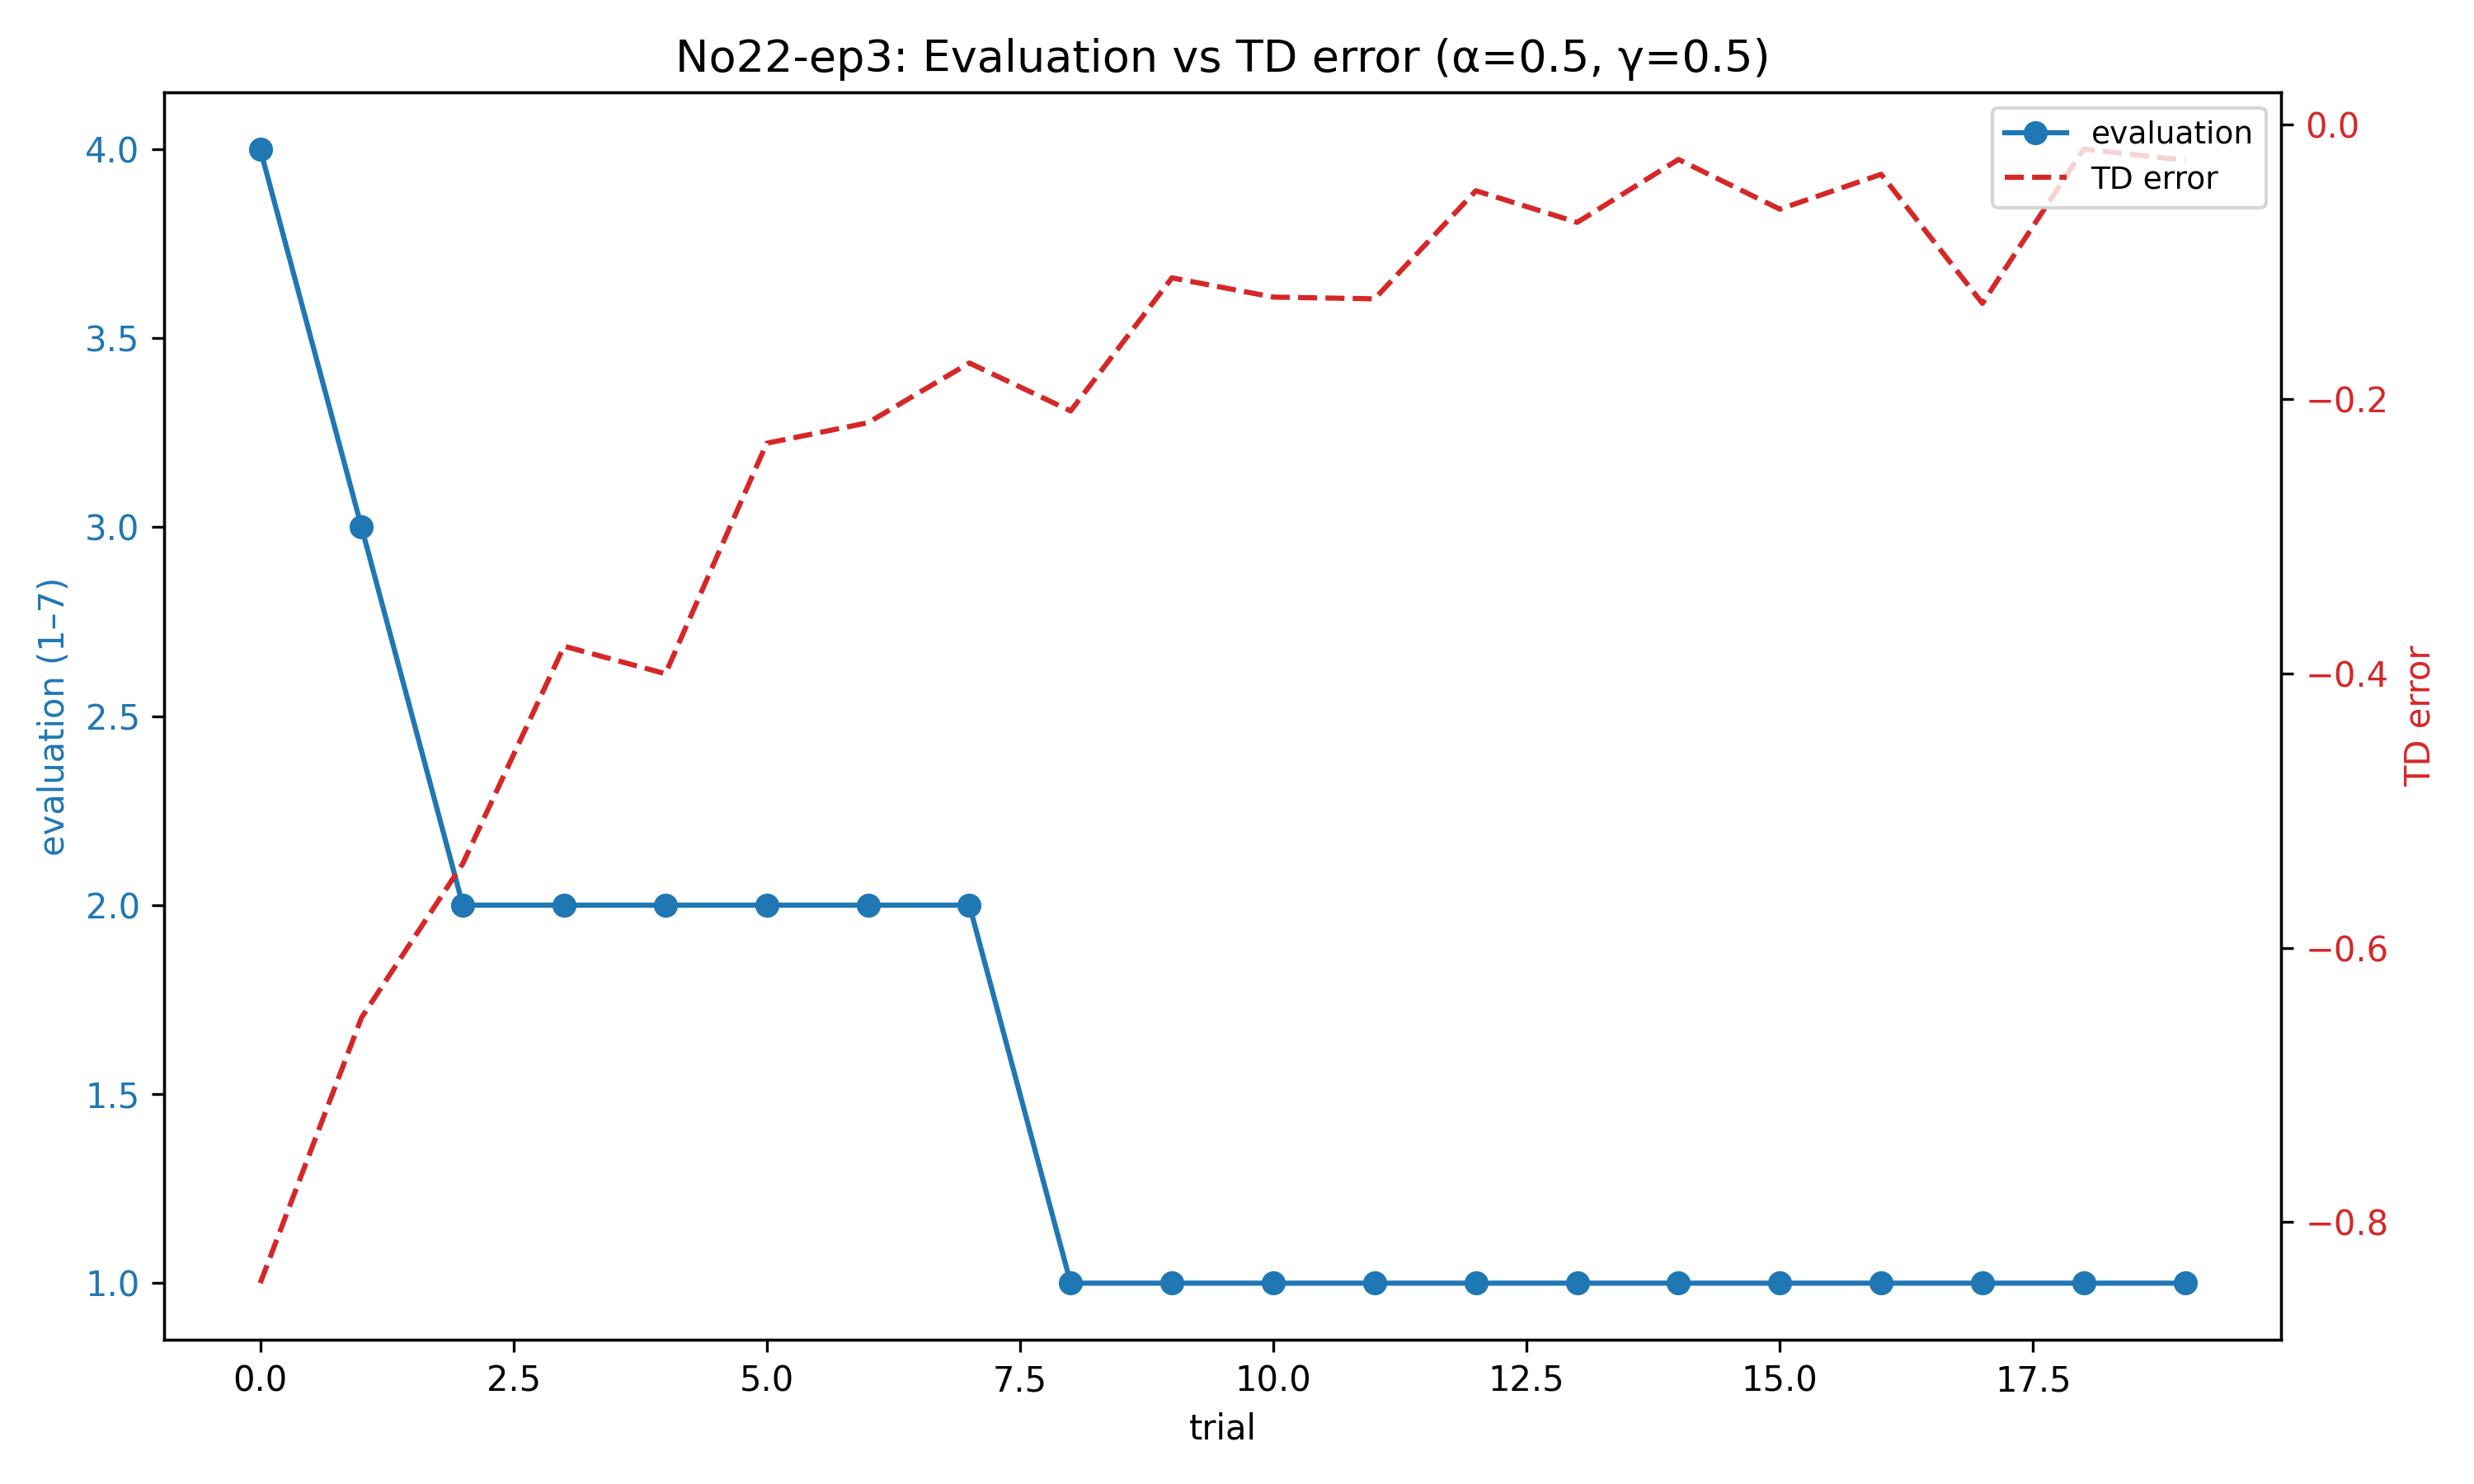 No22-ep3: Evaluation vs TD error (α=0.5, γ=0.5)
evaluation
TD error
4.0
3.5
3.0
2.5
2.0
1.5
1.0
evaluation (1–7)
0.0
−0.2
−0.4
−0.6
−0.8
TD error
0.0 2.5 5.0 7.5 10.0 12.5 15.0 17.5
trial